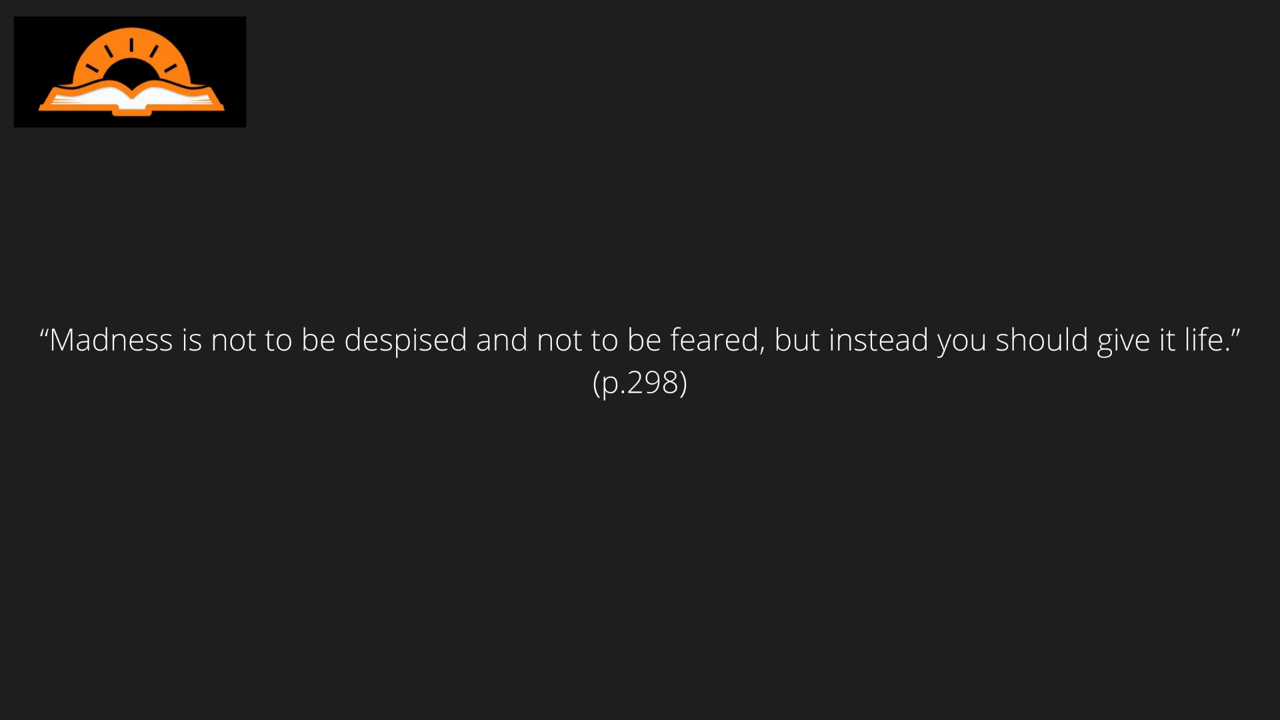 “Madness is not to be despised and not to be feared, but instead you should give it life.”
(p.298)